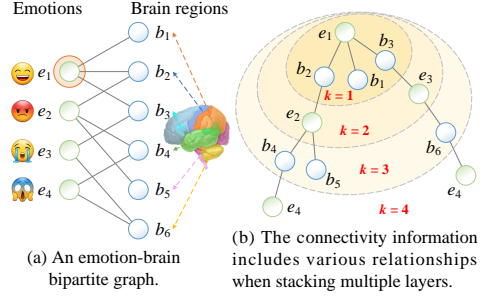 Emotions Brain regions
b1
e1 b2
e2 b3
e3 b4
e4 b5
b6
(a) An emotion-brain
bipartite graph.
e1 b3
b2 b1 e3
k = 1
e2 k = 2 b6
b4 b5 k = 3
e4 e4
k = 4
(b) The connectivity information
includes various relationships
when stacking multiple layers.